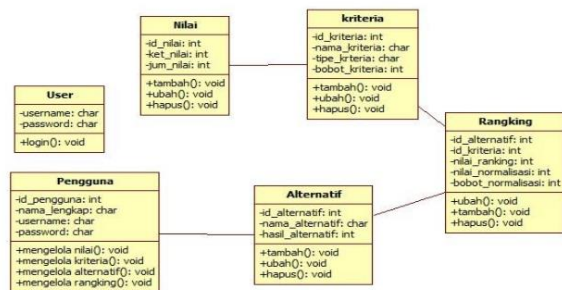 Nilai
-id_nilai: int
-ket_nilai: int
-jum_nilai: int
+tambah(): void
+ubah(): void
+hapus(): void
kriteria
-id_kriteria: int
-nama_kriteria: char
-tipe_krteria: char
-bobot_kriteria: int
+tambah(): void
+ubah(): void
+hapus(): void
User
-username: char
-password: char
+login(): void
Rangking
-id_alternatif: int
-id_kriteria: int
-nilai_ranking: int
-nilai_normalisasi: int
-bobot_normalisasi: int
+ubah(): void
+tambah(): void
+hapus(): void
Pengguna
-id_pengguna: int
-nama_lengkap: char
-username: char
-password: char
+mengelola nilai(): void
+mengelola kriteria(): void
+mengelola alternatif(): void
+mengelola rangking(): void
Alternatif
-id_alternatif: int
-nama_alternatif: char
-hasil_alternatif: int
+tambah(): void
+ubah(): void
+hapus(): void